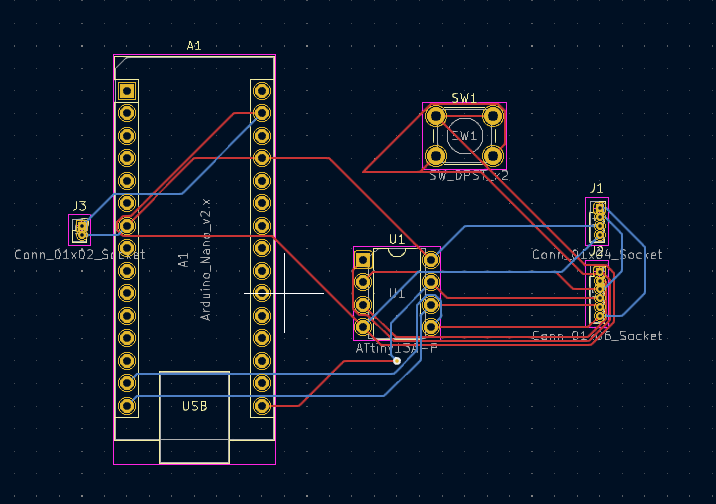 A1
SW1
SW1
SW_DPST_x2
J1
J3
Conn_01x02_Socket
A1
Arduino_Nano_v2.x
U1
Conn_01x04_Socket
J2
U1
Conn_01x06_Socket
ATtiny13A-P
USB